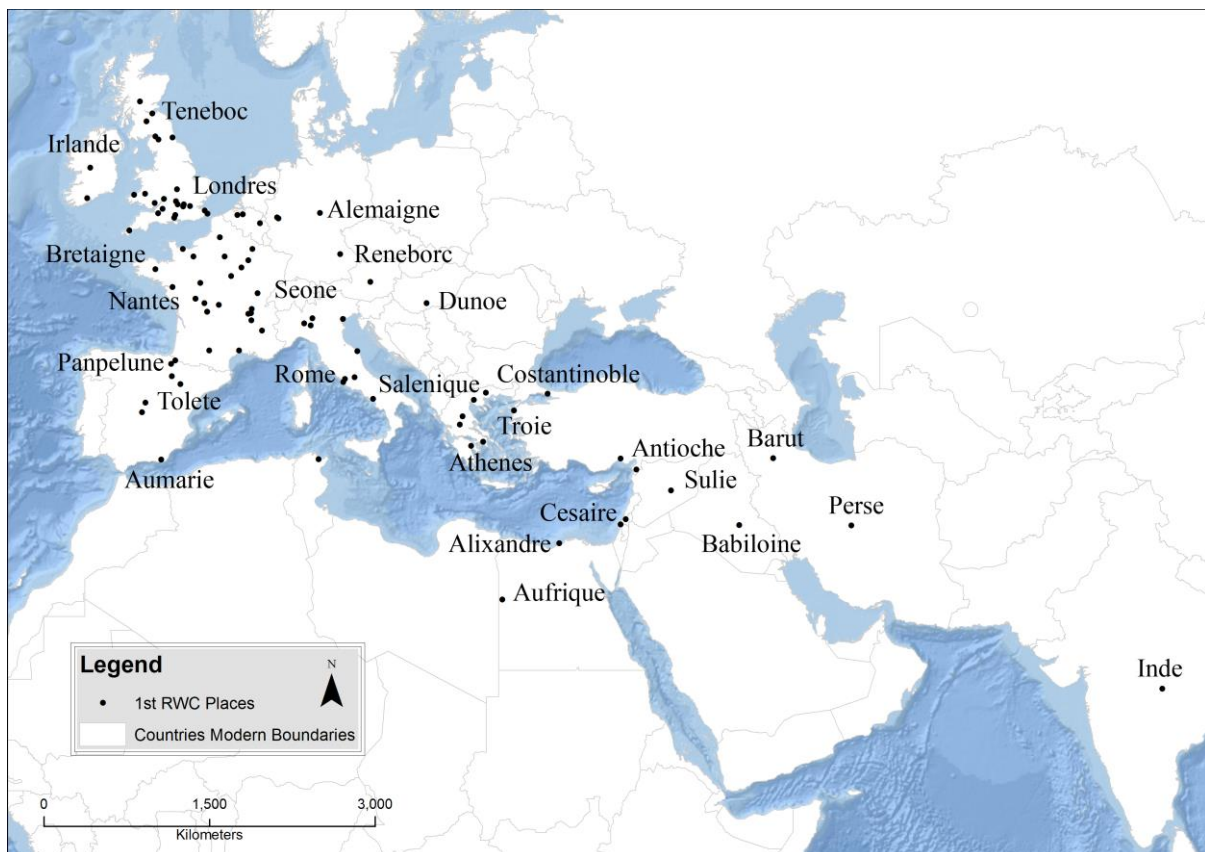 Teneboc
Irlande
Londres
Alemaigne
Bretaigne
Reneborc
Nantes
Seone
Dunoe
Panpelune
Rome
Salenique
Costantinoble
Tolete
Troie
Aumarie
Athenes
Antioche
Barut
Sulie
Cesaire
Perse
Alixandre
Babiloine
Aufrique
Inde
Legend
N
1st RWC Places
Countries Modern Boundaries
0 1,500 3,000
Kilometers